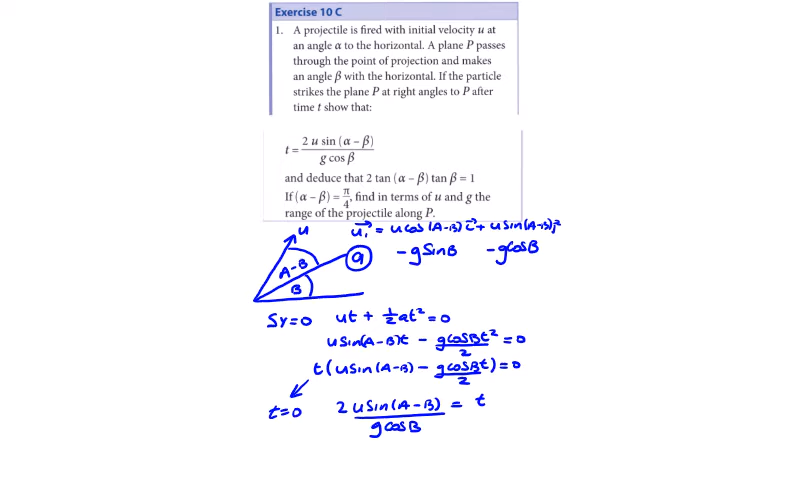 Exercise 10 C
1. A projectile is fired with initial velocity u at
an angle α to the horizontal. A plane P passes
through the point of projection and makes
an angle β with the horizontal. If the particle
strikes the plane P at right angles to P after
time t show that:
t = 2 u sin (α − β) / g cos β
and deduce that 2 tan (α − β) tan β = 1
If (α − β) = π/4, find in terms of u and g the
range of the projectile along P.
u
A-B
B
u₁ = u cos (A-B) i + u sin(A-B) j
a
- g sin B - g cos B
Sy = 0 ut + 1/2 at² = 0
u sin(A-B)t - g cos B t² / 2 = 0
t ( u sin (A-B) - g cos B t / 2 ) = 0
t = 0 2 u sin(A-B) / g cos B = t